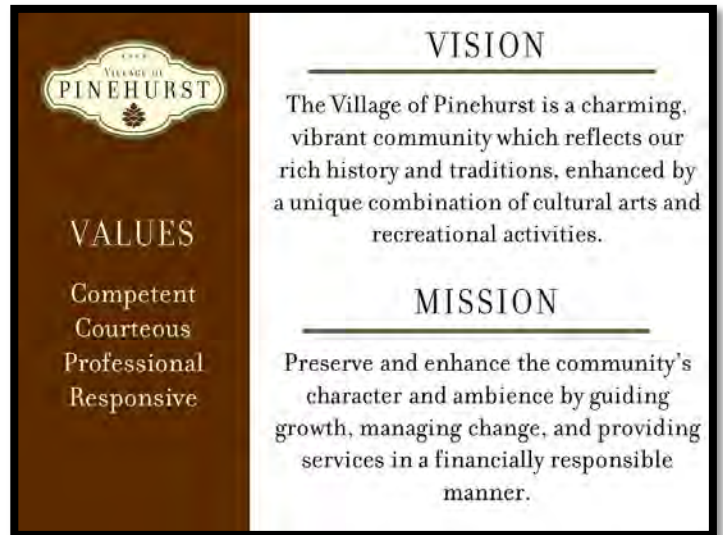 VILLAGE OF
PINEHURST
VALUES
Competent
Courteous
Professional
Responsive
VISION
The Village of Pinehurst is a charming,
vibrant community which reflects our
rich history and traditions, enhanced by
a unique combination of cultural arts and
recreational activities.
MISSION
Preserve and enhance the community's
character and ambience by guiding
growth, managing change, and providing
services in a financially responsible
manner.